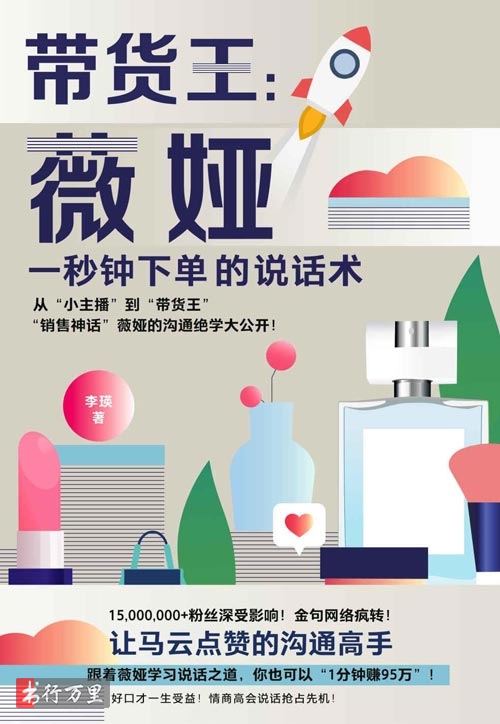 带货王：
薇娅
一秒钟下单的说话术
从“小主播”到“带货王”
“销售神话”薇娅的沟通绝学大公开！
李瑛
著
15,000,000+粉丝深受影响！金句网络疯转！
让马云点赞的沟通高手
跟着薇娅学习说话之道，你也可以“1分钟赚95万”！
好口才一生受益！情商高会说话抢占先机！
书行万里